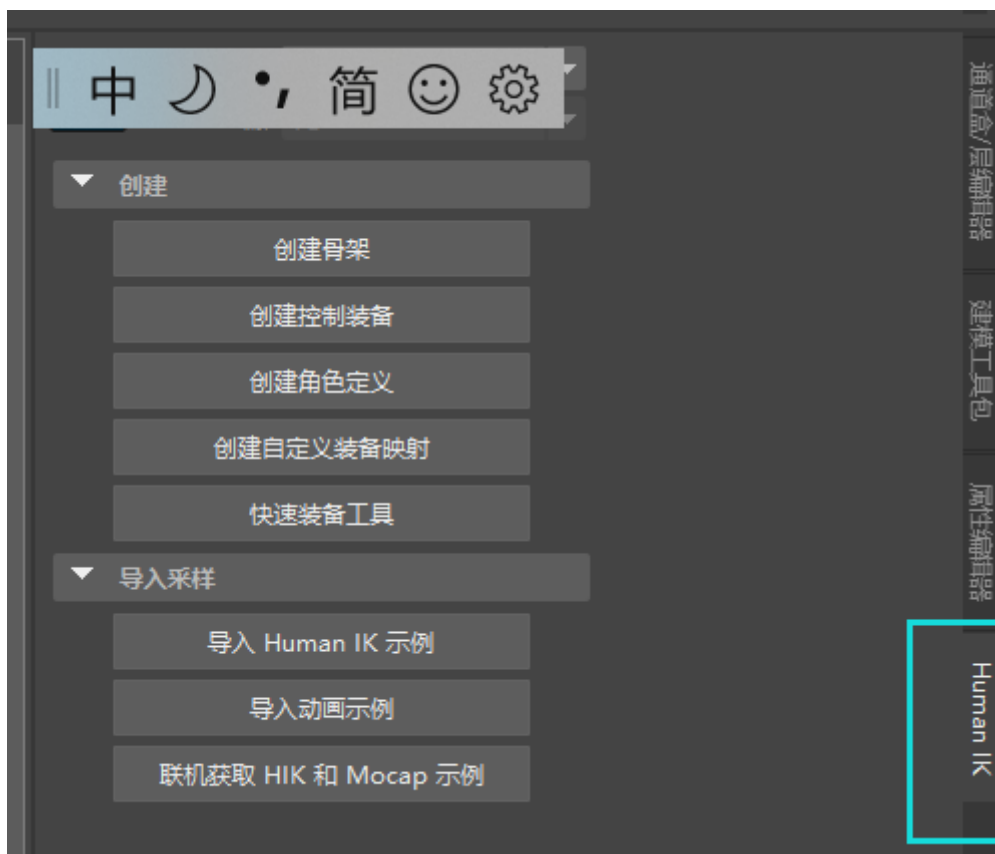 中 简
创建
创建骨架
创建控制装备
创建角色定义
创建自定义装备映射
快速装备工具
导入采样
导入 Human IK 示例
导入动画示例
联机获取 HIK 和 Mocap 示例
通道盒/层编辑器
建模工具包
属性编辑器
Human IK